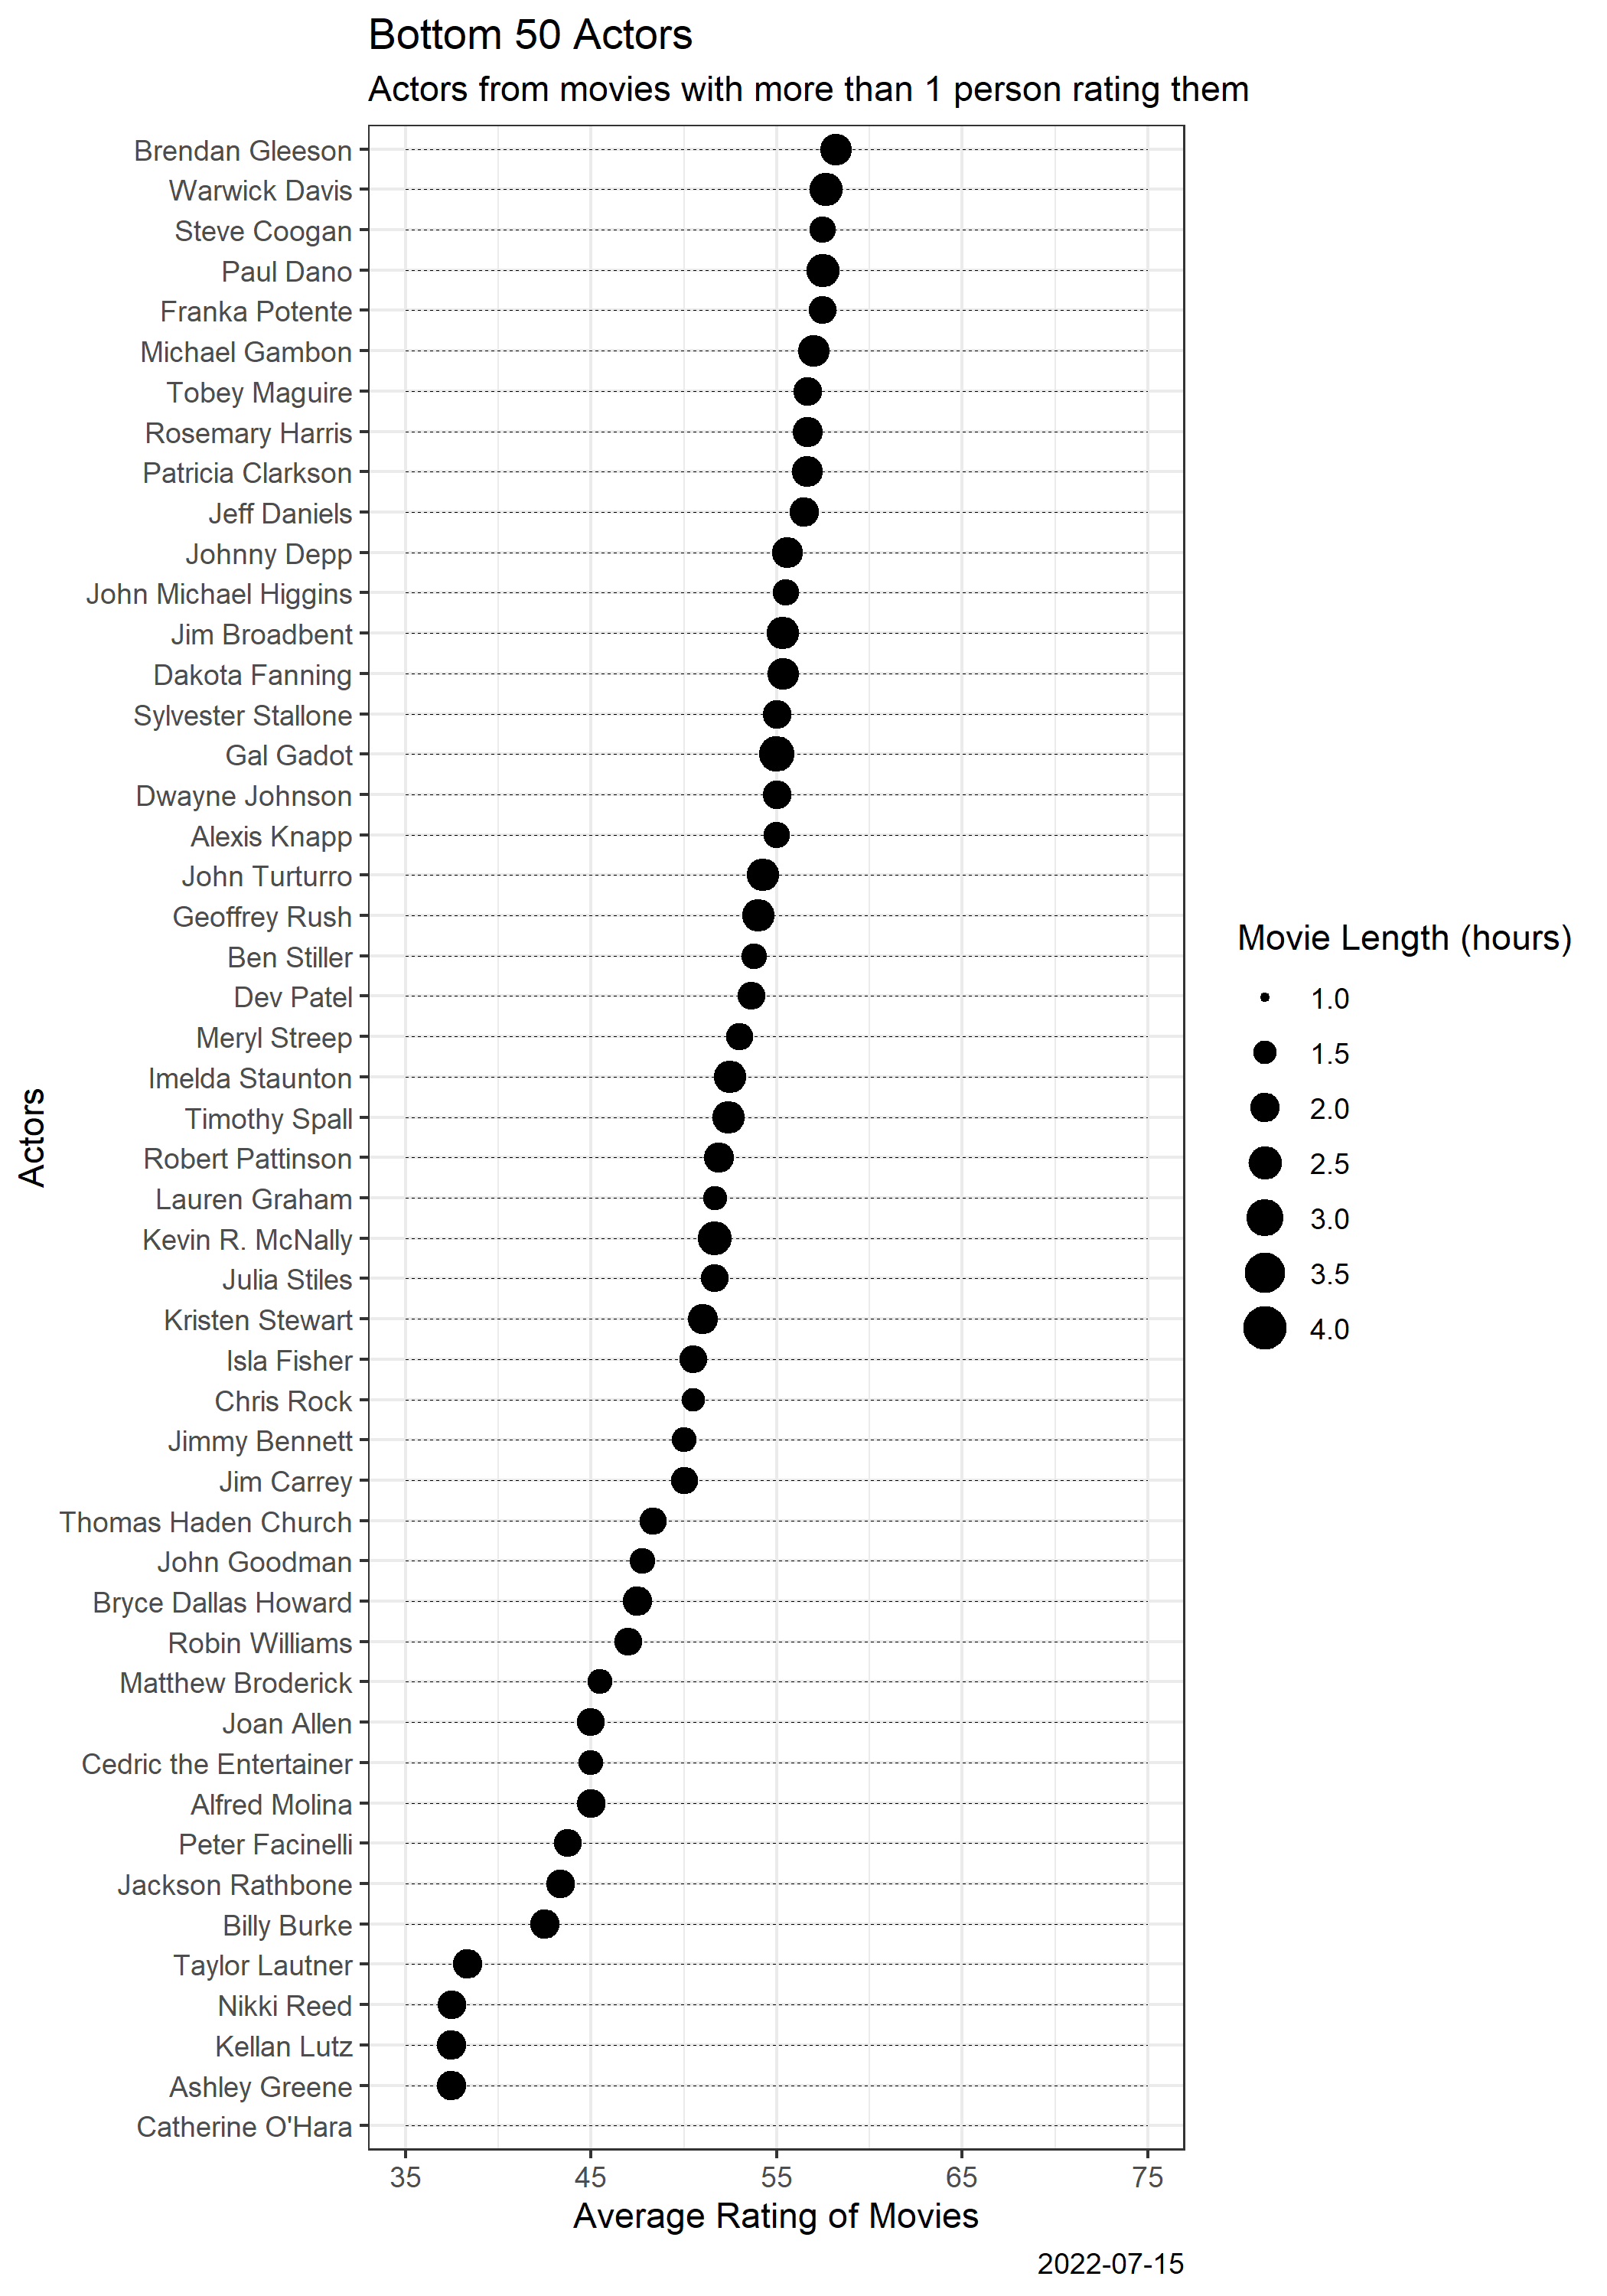 Bottom 50 Actors
Actors from movies with more than 1 person rating them
Brendan Gleeson
Warwick Davis
Steve Coogan
Paul Dano
Franka Potente
Michael Gambon
Tobey Maguire
Rosemary Harris
Patricia Clarkson
Jeff Daniels
Johnny Depp
John Michael Higgins
Jim Broadbent
Dakota Fanning
Sylvester Stallone
Gal Gadot
Dwayne Johnson
Alexis Knapp
John Turturro
Geoffrey Rush
Ben Stiller
Dev Patel
Meryl Streep
Imelda Staunton
Timothy Spall
Robert Pattinson
Lauren Graham
Kevin R. McNally
Julia Stiles
Kristen Stewart
Isla Fisher
Chris Rock
Jimmy Bennett
Jim Carrey
Thomas Haden Church
John Goodman
Bryce Dallas Howard
Robin Williams
Matthew Broderick
Joan Allen
Cedric the Entertainer
Alfred Molina
Peter Facinelli
Jackson Rathbone
Billy Burke
Taylor Lautner
Nikki Reed
Kellan Lutz
Ashley Greene
Catherine O'Hara
Actors
35 45 55 65 75
Average Rating of Movies
Movie Length (hours)
1.0
1.5
2.0
2.5
3.0
3.5
4.0
2022-07-15